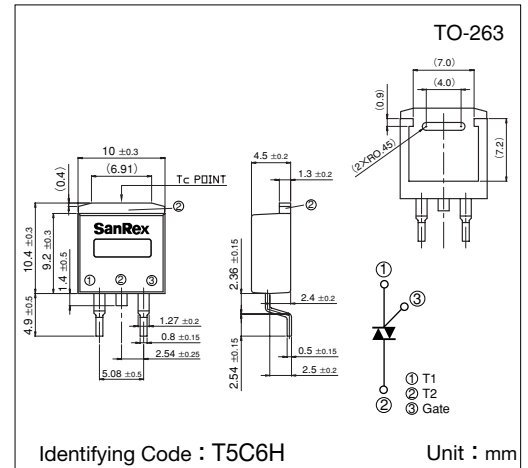 TO-263
(7.0)
(4.0)
(0.9)
(7.2)
(2×R0.45)
10 ±0.3
(6.91)
(0.4)
Tc POINT
②
SanRex
① ② ③
10.4 ±0.3
9.2 ±0.3
1.4 ±0.5
4.9 ±0.5
1.27 ±0.2
0.8 ±0.15
2.54 ±0.25
5.08 ±0.5
4.5 ±0.2
1.3 ±0.2
②
2.36 ±0.15
2.4 ±0.2
2.54 ±0.15
0.5 ±0.15
2.5 ±0.2
①
③
②
① T1
② T2
③ Gate
Identifying Code：T5C6H
Unit：mm